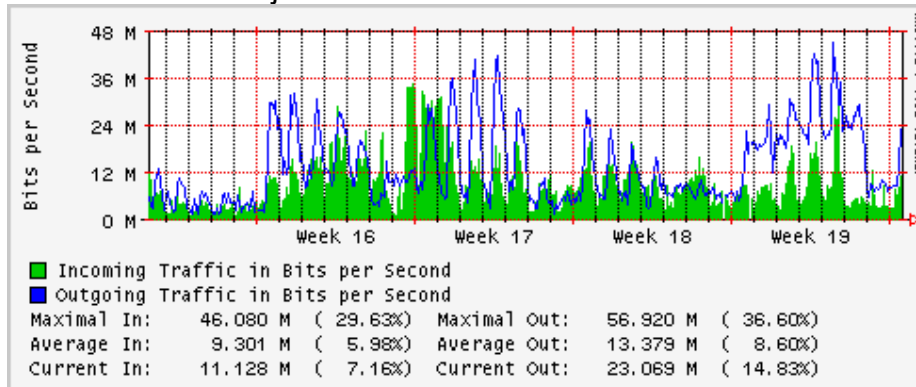 Bits per Second
48 M
36 M
24 M
12 M
0 M
Week 16 Week 17 Week 18 Week 19
Incoming Traffic in Bits per Second
Outgoing Traffic in Bits per Second
Maximal In: 46.080 M ( 29.63%) Maximal Out: 56.920 M ( 36.60%)
Average In: 9.301 M ( 5.98%) Average Out: 13.379 M ( 8.60%)
Current In: 11.128 M ( 7.16%) Current Out: 23.069 M ( 14.83%)